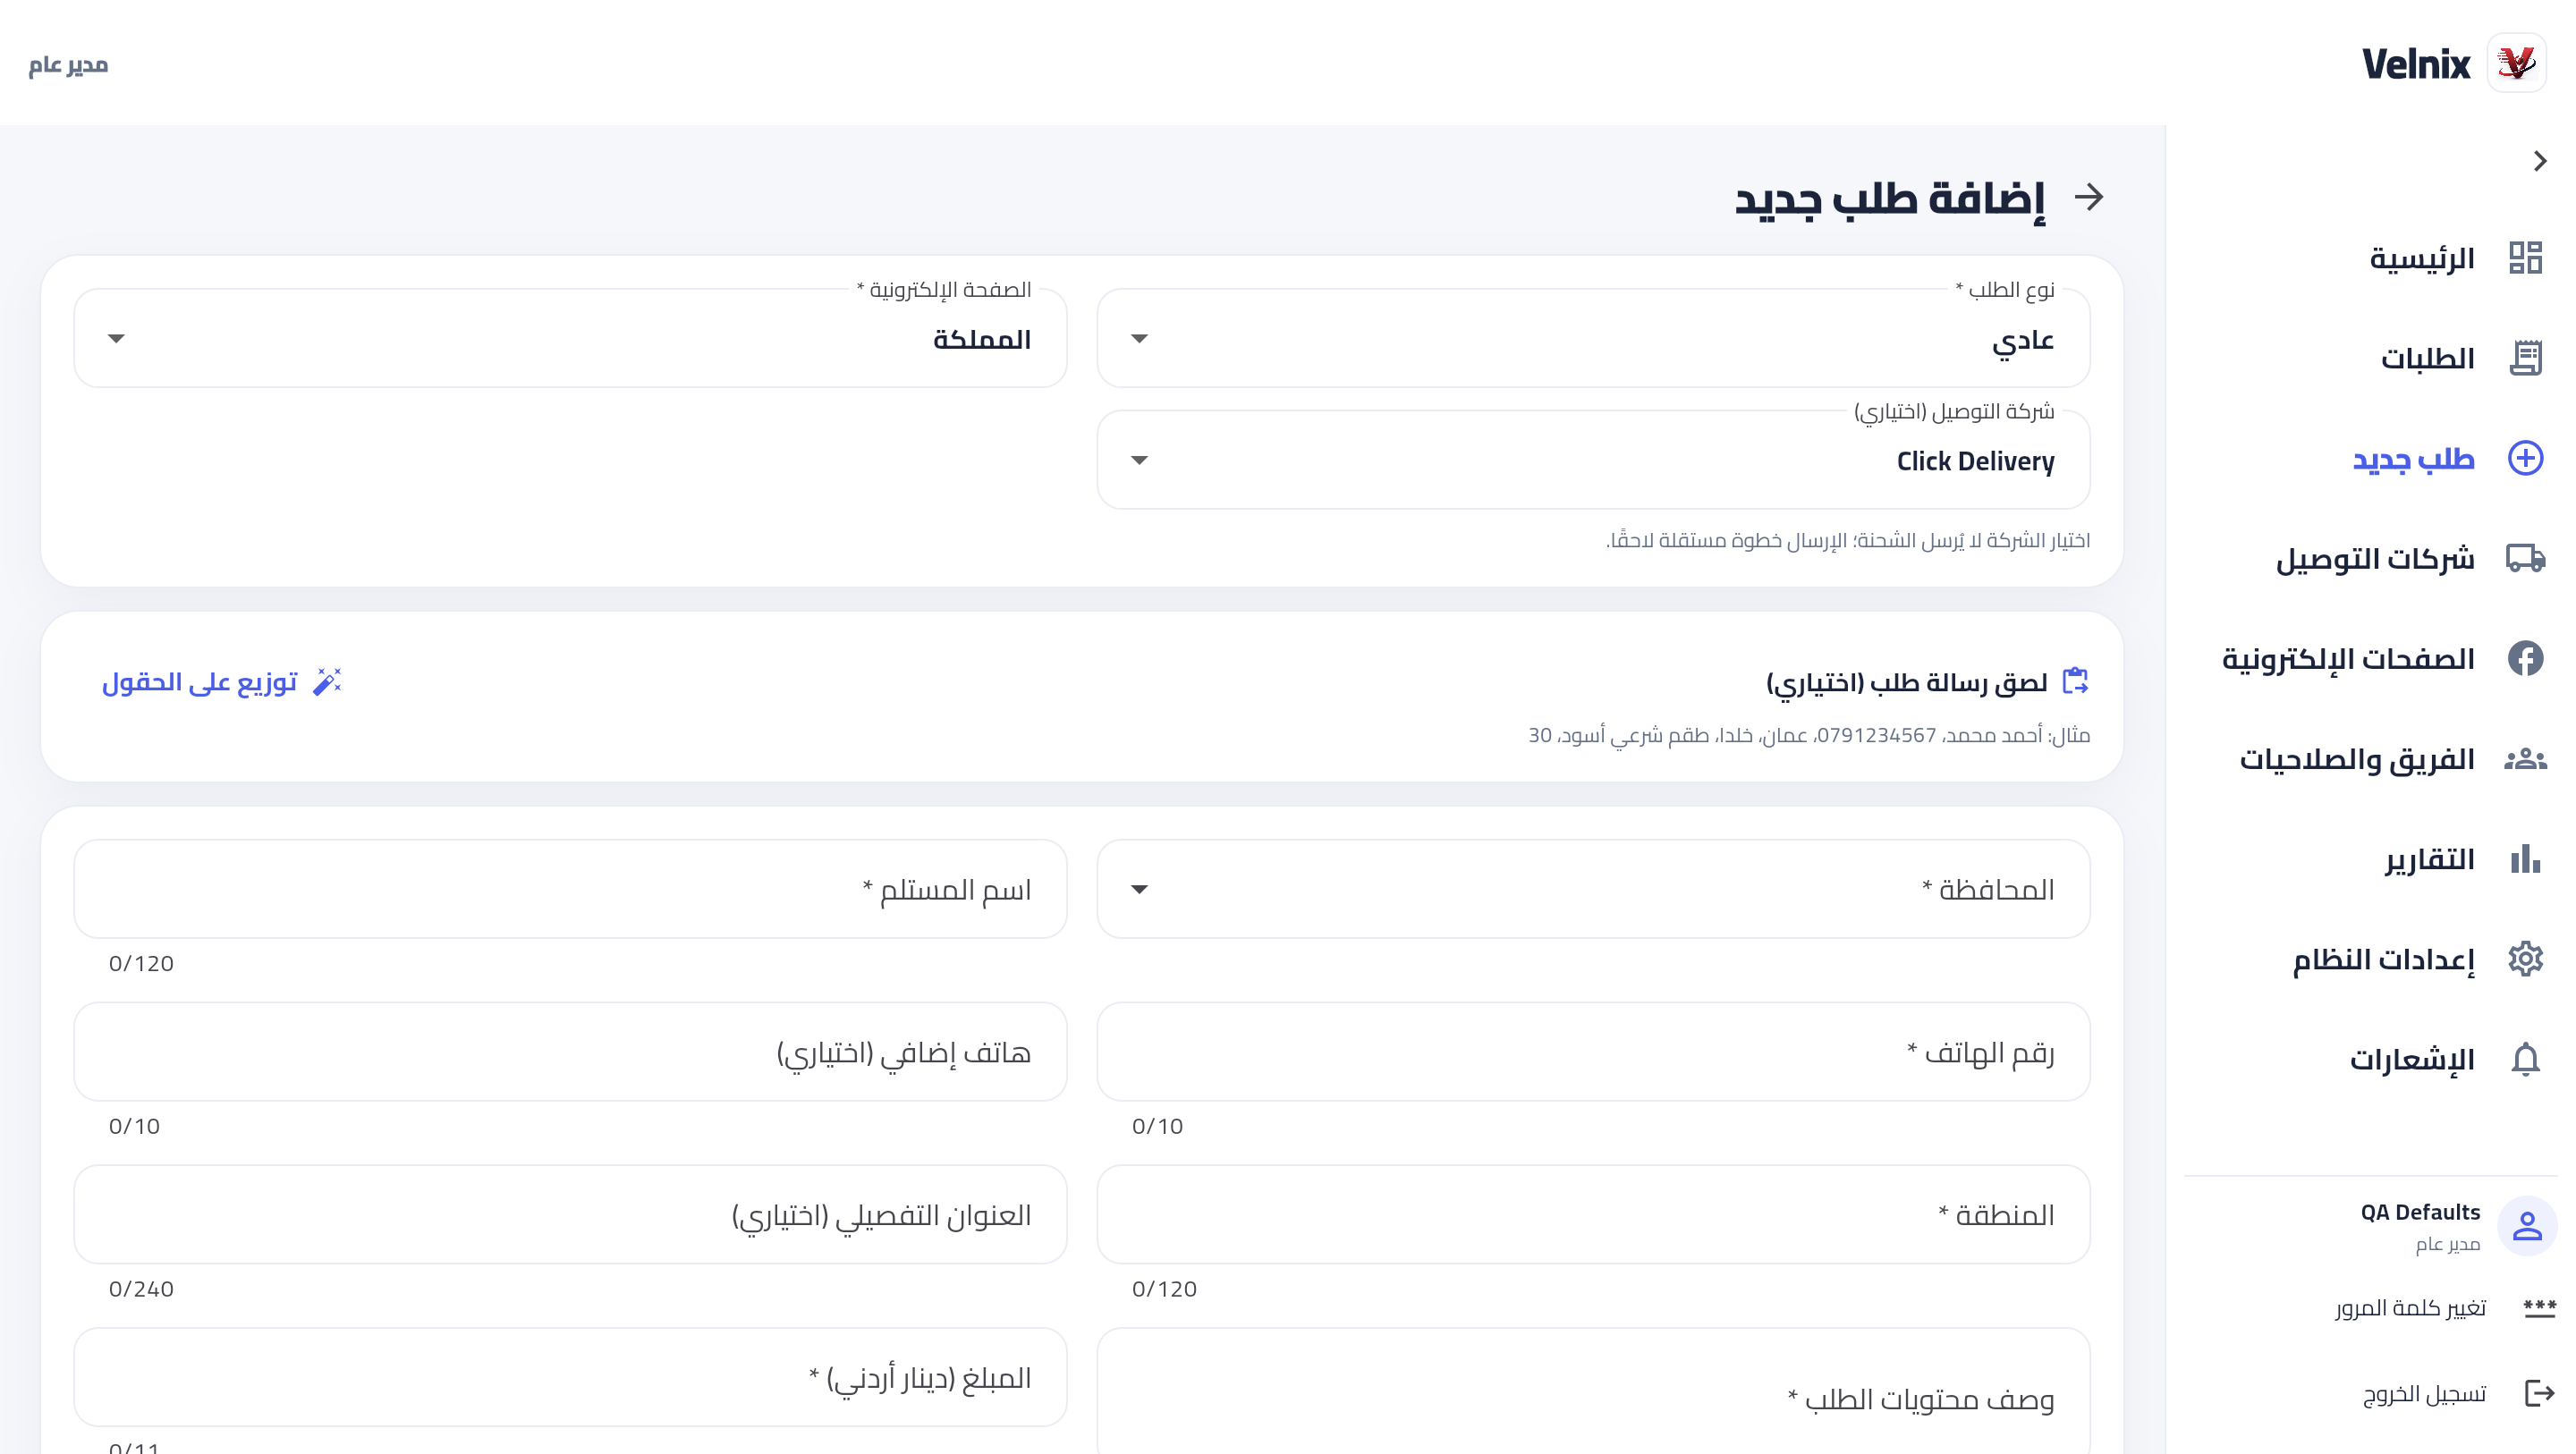 Velnix
مدير عام
الرئيسية
الطلبات
طلب جديد
شركات التوصيل
الصفحات الإلكترونية
الفريق والصلاحيات
التقارير
إعدادات النظام
الإشعارات
QA Defaults
مدير عام
تغيير كلمة المرور
تسجيل الخروج
إضافة طلب جديد
نوع الطلب *
عادي
الصفحة الإلكترونية *
المملكة
شركة التوصيل (اختياري)
Click Delivery
اختيار الشركة لا يُرسل الشحنة؛ الإرسال خطوة مستقلة لاحقًا.
لصق رسالة طلب (اختياري)
توزيع على الحقول
مثال: أحمد محمد، 0791234567، عمان، خلدا، طقم شرعي أسود، 30
المحافظة *
اسم المستلم *
0/120
رقم الهاتف *
0/10
هاتف إضافي (اختياري)
0/10
المنطقة *
0/120
العنوان التفصيلي (اختياري)
0/240
وصف محتويات الطلب *
المبلغ (دينار أردني) *
0/11